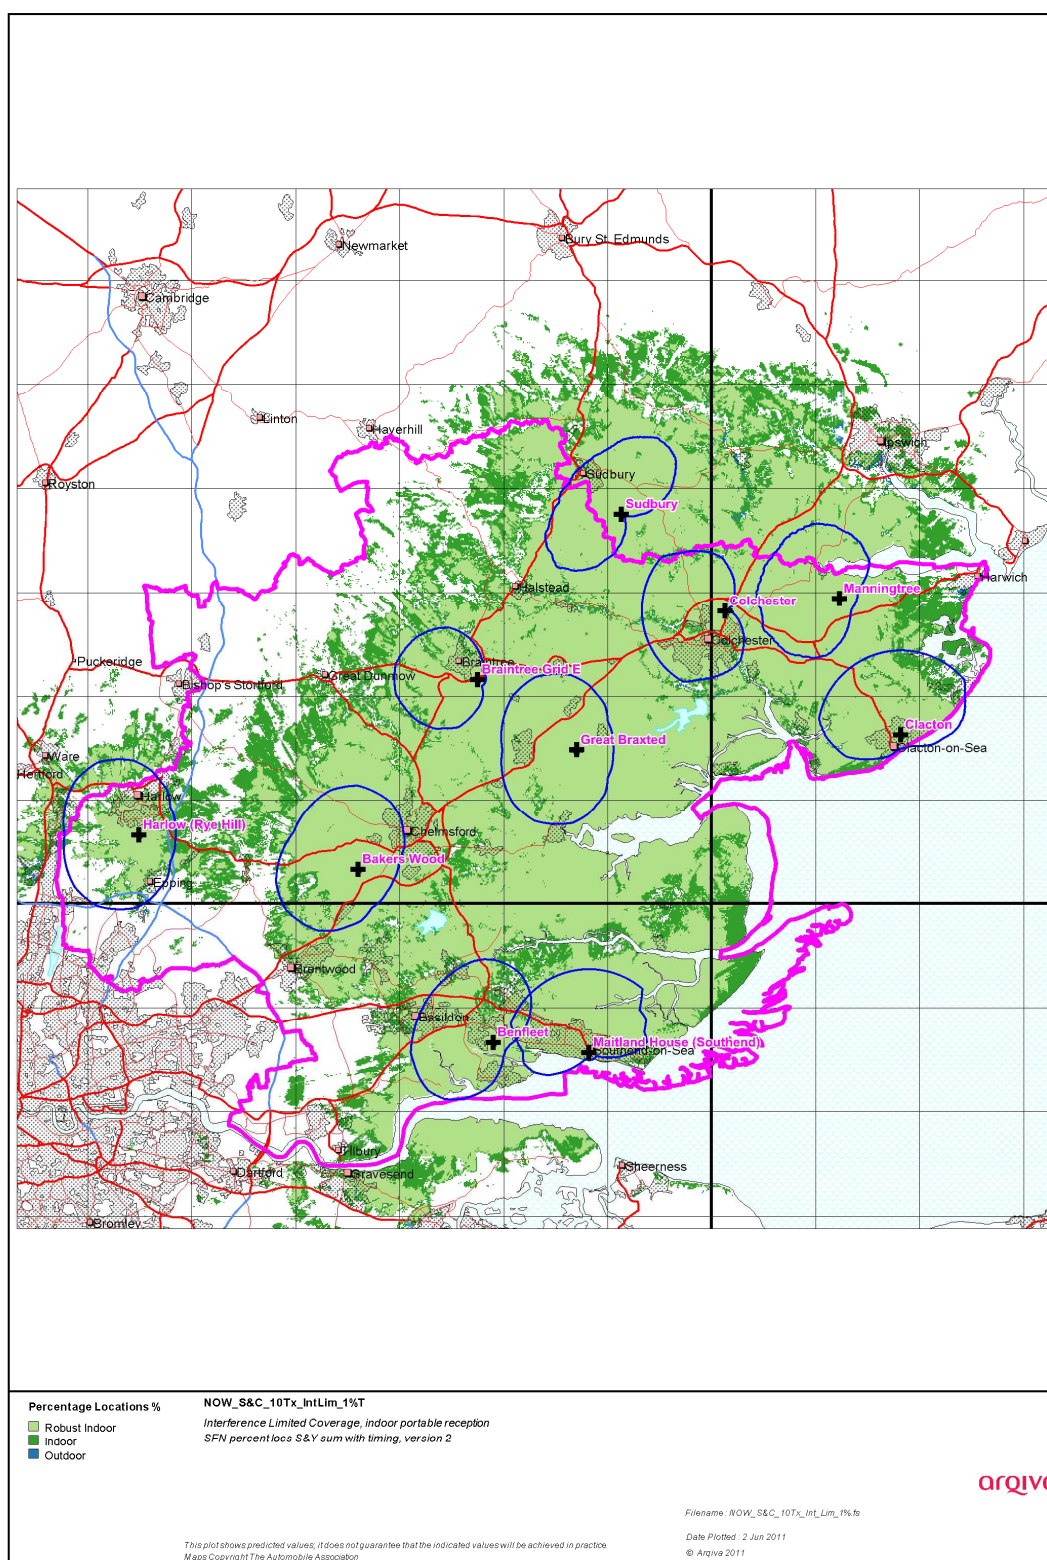 Newmarket
Bury St. Edmunds
Cambridge
Linton
Haverhill
Ipswich
Royston
Sudbury
Sudbury
Harwich
Halstead
Manningtree
Colchester
Colchester
Puckeridge
Braintree
Braintree Grid E
Great Dunmow
Bishop's Stortford
Clacton
Great Braxted
Clacton-on-Sea
Ware
Hertford
Harlow
Harlow (Rye Hill)
Chelmsford
Bakers Wood
Epping
Brentwood
Basildon
Benfleet
Maitland House (Southend)
Southend-on-Sea
Tilbury
Dartford
Gravesend
Sheerness
Bromley
Percentage Locations %
Robust Indoor
Indoor
Outdoor
NOW_S&C_10Tx_IntLim_1%T
Interference Limited Coverage, indoor portable reception
SFN percent locs S&Y sum with timing, version 2
arqiva
Filename : NOW_S&C_10Tx_Int_Lim_1%.fs
Date Plotted : 2 Jun 2011
© Arqiva 2011
This plot shows predicted values; it does not guarantee that the indicated values will be achieved in practice.
Maps Copyright The Automobile Association